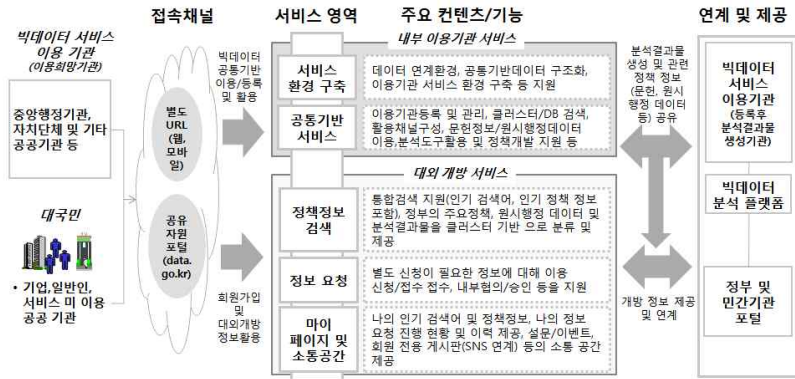 접속채널
서비스 영역
주요 컨텐츠/기능
연계 및 제공
빅데이터 서비스
이용 기관
(이용희망기관)
중앙행정기관,
자치단체 및 기타
공공기관 등
대국민
• 기업,일반인,
서비스 미 이용
공공 기관
별도
URL
(웹,
모바
일)
공유
자원
포털
(data.
go.kr)
빅데이터
공통기반
이용/등록
및 활용
회원가입
및
대외개방
정보활용
내부 이용기관 서비스
서비스
환경 구축
데이터 연계환경, 공통기반데이터 구조화,
이용기관 서비스 환경 구축 등 지원
공통기반
서비스
이용기관등록 및 관리, 클러스터/DB 검색,
활용채널구성, 문헌정보/원시행정데이터
이용,분석도구활용 및 정책개발 지원 등
대외 개방 서비스
정책정보
검색
통합검색 지원(인기 검색어, 인기 정책 정보
포함), 정부의 주요정책, 원시행정 데이터 및
분석결과물을 클러스터 기반 으로 분류 및
제공
정보 요청
별도 신청이 필요한 정보에 대해 이용
신청/접수 접수, 내부협의/승인 등을 지원
마이
페이지 및
소통공간
나의 인기 검색어 및 정책정보, 나의 정보
요청 진행 현황 및 이력 제공, 설문/이벤트,
회원 전용 게시판(SNS 연계) 등의 소통 공간
제공
분석결과물
생성 및 관련
정책 정보
(문헌, 원시
행정 데이터
등) 공유
개방 정보 제공
및 연계
빅데이터
서비스
이용기관
(등록후
분석결과물
생성기관)
빅데이터
분석 플랫폼
정부 및
민간기관
포털